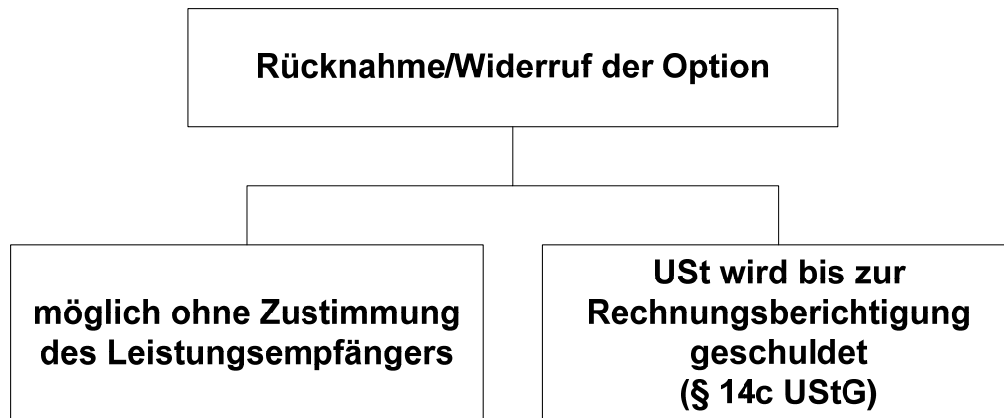 Rücknahme/Widerruf der Option
möglich ohne Zustimmung
des Leistungsempfängers
USt wird bis zur
Rechnungsberichtigung
geschuldet
(§ 14c UStG)